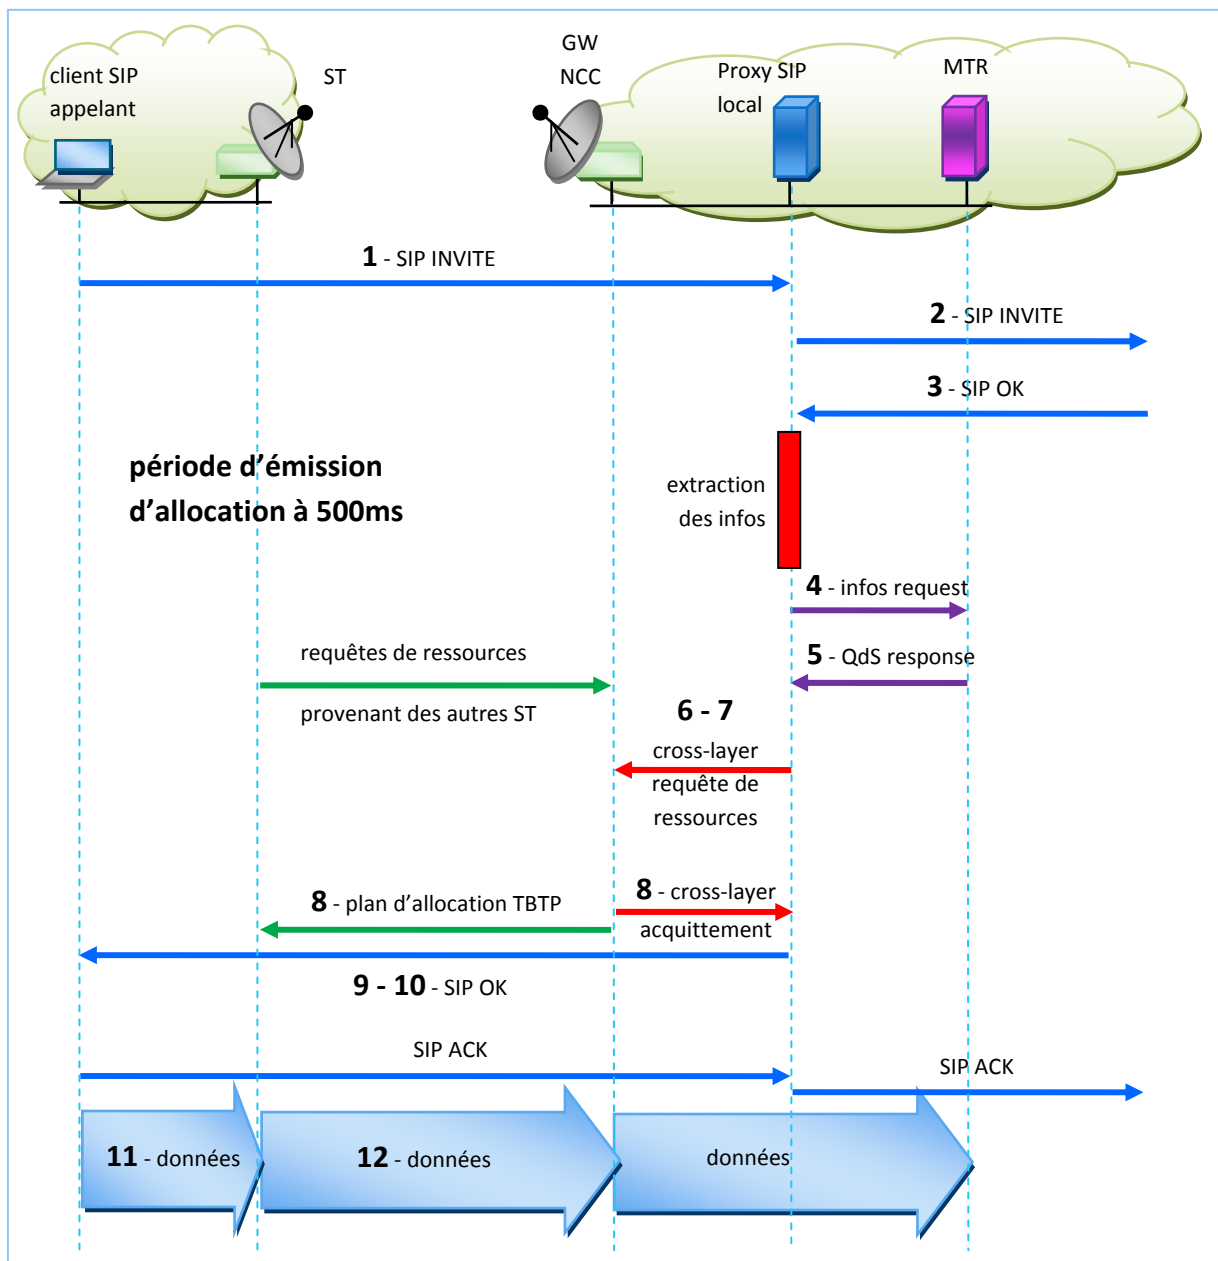 client SIP
appelant
ST
GW
NCC
Proxy SIP
local
MTR
1 - SIP INVITE
2 - SIP INVITE
3 - SIP OK
période d’émission
d’allocation à 500ms
extraction
des infos
4 - infos request
requêtes de ressources
5 - QdS response
provenant des autres ST
6 - 7
cross-layer
requête de
ressources
8 - plan d’allocation TBTP
8 - cross-layer
acquittement
9 - 10 - SIP OK
SIP ACK
SIP ACK
11 - données
12 - données
données